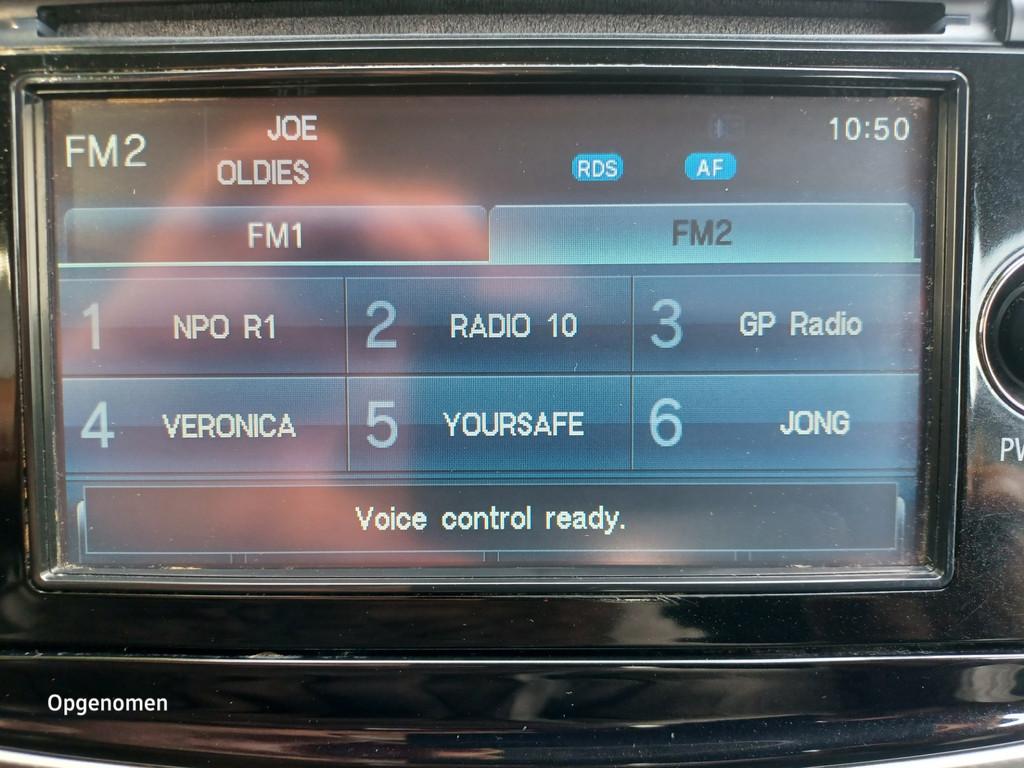 JOE
FM2
10:50
OLDIES
RDS AF
FM1 FM2
1 NPO R1 2 RADIO 10 3 GP Radio
4 VERONICA 5 YOURSAFE 6 JONG
Voice control ready.
Opgenomen